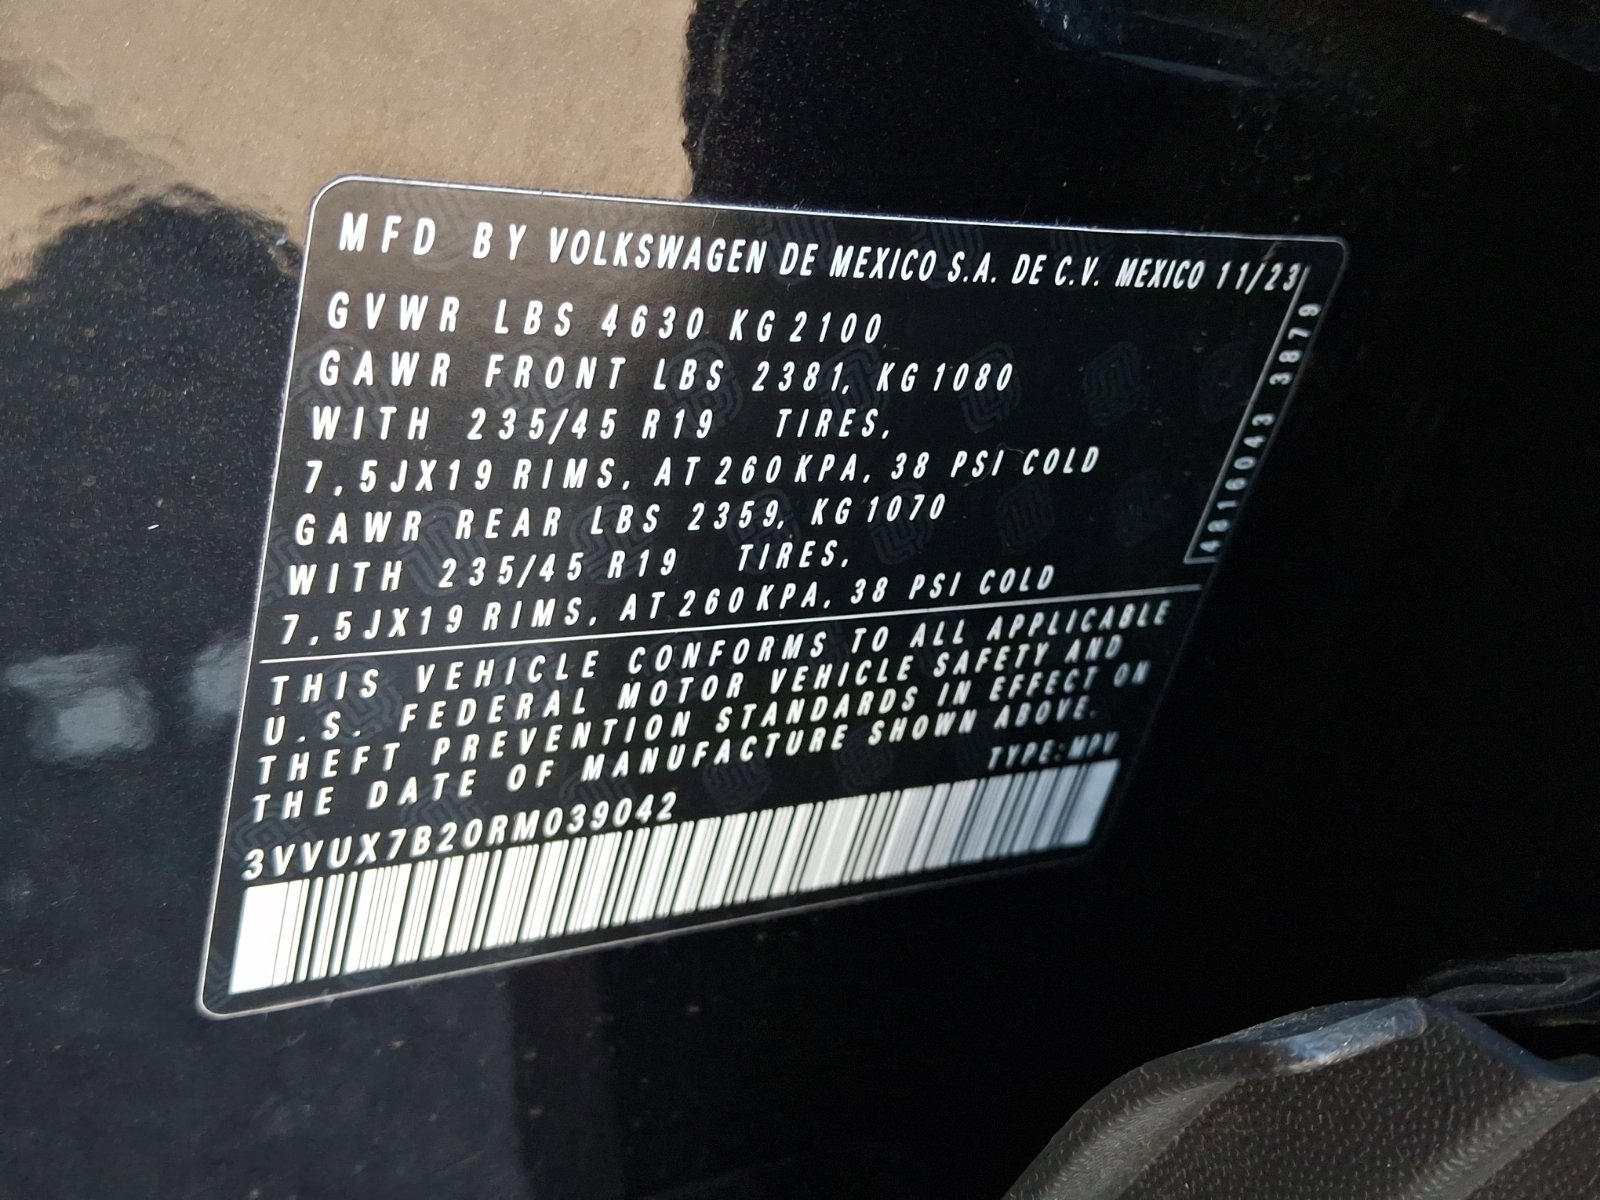 MFD BY VOLKSWAGEN DE MEXICO S.A. DE C.V. MEXICO 11/23
GVWR LBS 4630 KG 2100
GAWR FRONT LBS 2381, KG 1080
WITH 235/45 R19 TIRES,
7,5JX19 RIMS, AT 260 KPA, 38 PSI COLD
GAWR REAR LBS 2359, KG 1070
WITH 235/45 R19 TIRES,
7,5JX19 RIMS, AT 260 KPA, 38 PSI COLD
4816043 3879
THIS VEHICLE CONFORMS TO ALL APPLICABLE
U.S. FEDERAL MOTOR VEHICLE SAFETY AND
THEFT PREVENTION STANDARDS IN EFFECT ON
THE DATE OF MANUFACTURE SHOWN ABOVE.
3VVUX7B20RM039042 TYPE:MPV